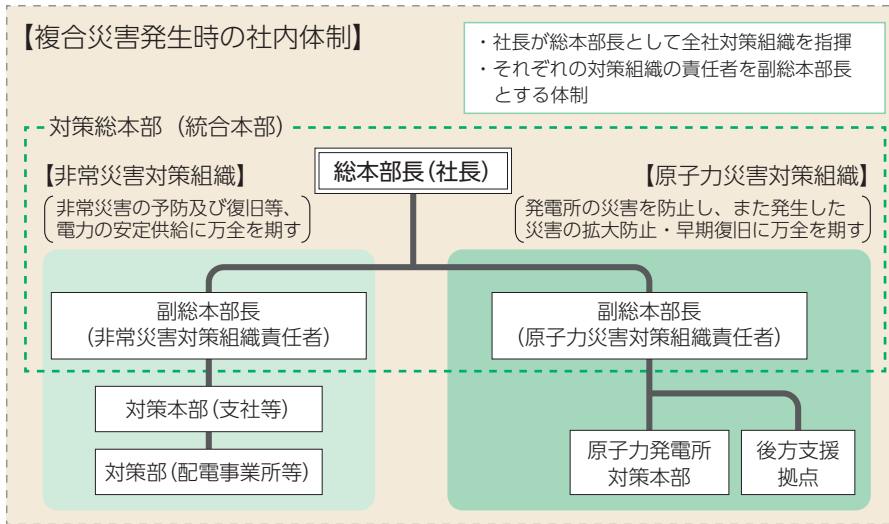 【複合災害発生時の社内体制】
・社長が総本部長として全社対策組織を指揮
・それぞれの対策組織の責任者を副総本部長
とする体制
対策総本部（統合本部）
総本部長（社長）
【非常災害対策組織】
非常災害の予防及び復旧等、
電力の安定供給に万全を期す
【原子力災害対策組織】
発電所の災害を防止し、また発生した
災害の拡大防止・早期復旧に万全を期す
副総本部長
（非常災害対策組織責任者）
対策本部（支社等）
対策部（配電事業所等）
副総本部長
（原子力災害対策組織責任者）
原子力発電所
対策本部
後方支援
拠点